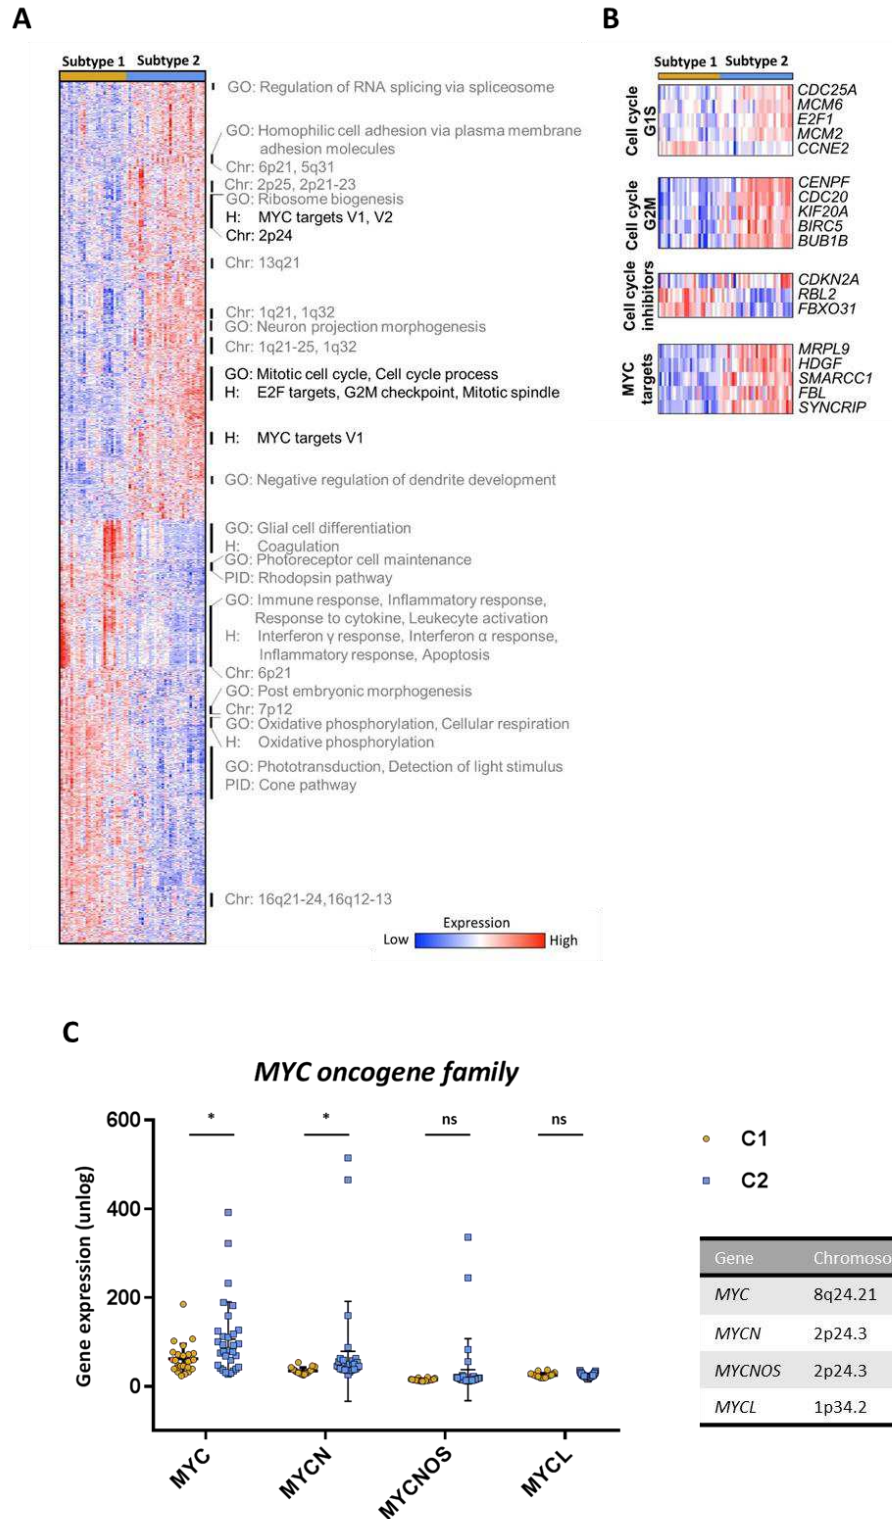 A
Subtype 1 Subtype 2
GO: Regulation of RNA splicing via spliceosome
GO: Homophilic cell adhesion via plasma membrane
adhesion molecules
Chr: 6p21, 5q31
Chr: 2p25, 2p21-23
GO: Ribosome biogenesis
H: MYC targets V1, V2
Chr: 2p24
Chr: 13q21
Chr: 1q21, 1q32
GO: Neuron projection morphogenesis
Chr: 1q21-25, 1q32
GO: Mitotic cell cycle, Cell cycle process
H: E2F targets, G2M checkpoint, Mitotic spindle
H: MYC targets V1
GO: Negative regulation of dendrite development
GO: Glial cell differentiation
H: Coagulation
GO: Photoreceptor cell maintenance
PID: Rhodopsin pathway
GO: Immune response, Inflammatory response,
Response to cytokine, Leukecyte activation
H: Interferon γ response, Interferon α response,
Inflammatory response, Apoptosis
Chr: 6p21
GO: Post embryonic morphogenesis
Chr: 7p12
GO: Oxidative phosphorylation, Cellular respiration
H: Oxidative phosphorylation
GO: Phototransduction, Detection of light stimulus
PID: Cone pathway
Chr: 16q21-24,16q12-13
Expression
Low High
B
Subtype 1 Subtype 2
Cell cycle
G1S
CDC25A
MCM6
E2F1
MCM2
CCNE2
Cell cycle
G2M
CENPF
CDC20
KIF20A
BIRC5
BUB1B
Cell cycle
inhibitors
CDKN2A
RBL2
FBXO31
MYC
targets
MRPL9
HDGF
SMARCC1
FBL
SYNCRIP
C
MYC oncogene family
Gene expression (unlog)
600
400
200
0
* * ns ns
MYC
MYCN
MYCNOS
MYCL
C1
C2
Gene Chromoso
MYC 8q24.21
MYCN 2p24.3
MYCNOS 2p24.3
MYCL 1p34.2